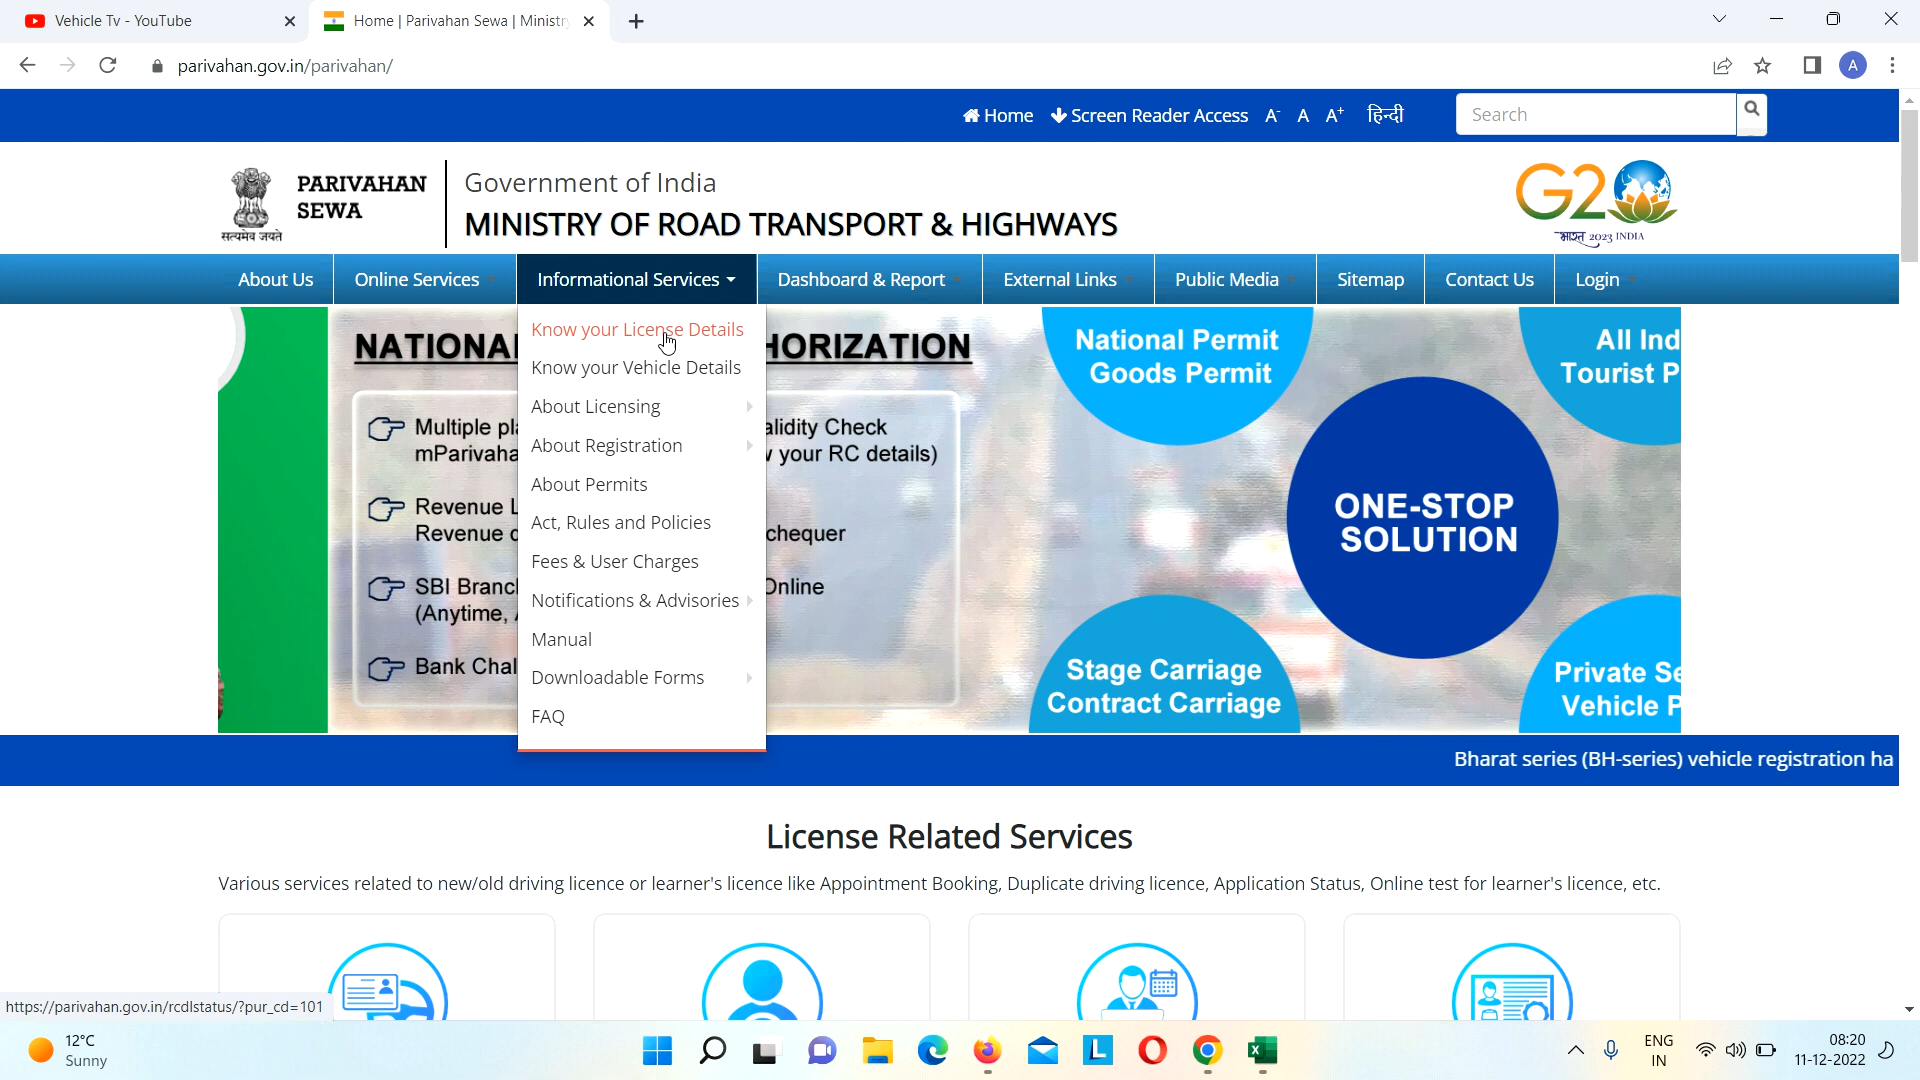 Vehicle Tv - YouTube
Home | Parivahan Sewa | Ministr
parivahan.gov.in/parivahan/
A
Home Screen Reader Access A- A A+ हिन्दी Search
PARIVAHAN SEWA
सत्यमेव जयते
Government of India
MINISTRY OF ROAD TRANSPORT & HIGHWAYS
G20
भारत 2023 INDIA
About Us Online Services Informational Services Dashboard & Report External Links Public Media Sitemap Contact Us Login
Know your License Details
Know your Vehicle Details
About Licensing
About Registration
About Permits
Act, Rules and Policies
Fees & User Charges
Notifications & Advisories
Manual
Downloadable Forms
FAQ
NATIONAL HORIZATION
Multiple pl alidity Check
mParivaha your RC details)
Revenue L
Revenue chequer
SBI Branc Online
(Anytime,
Bank Chal
National Permit
Goods Permit
All Ind
Tourist P
ONE-STOP
SOLUTION
Stage Carriage
Contract Carriage
Private Se
Vehicle P
Bharat series (BH-series) vehicle registration ha
License Related Services
Various services related to new/old driving licence or learner's licence like Appointment Booking, Duplicate driving licence, Application Status, Online test for learner's licence, etc.
https://parivahan.gov.in/rcdlstatus/?pur_cd=101
12°C
Sunny
L
ENG
IN
08:20
11-12-2022